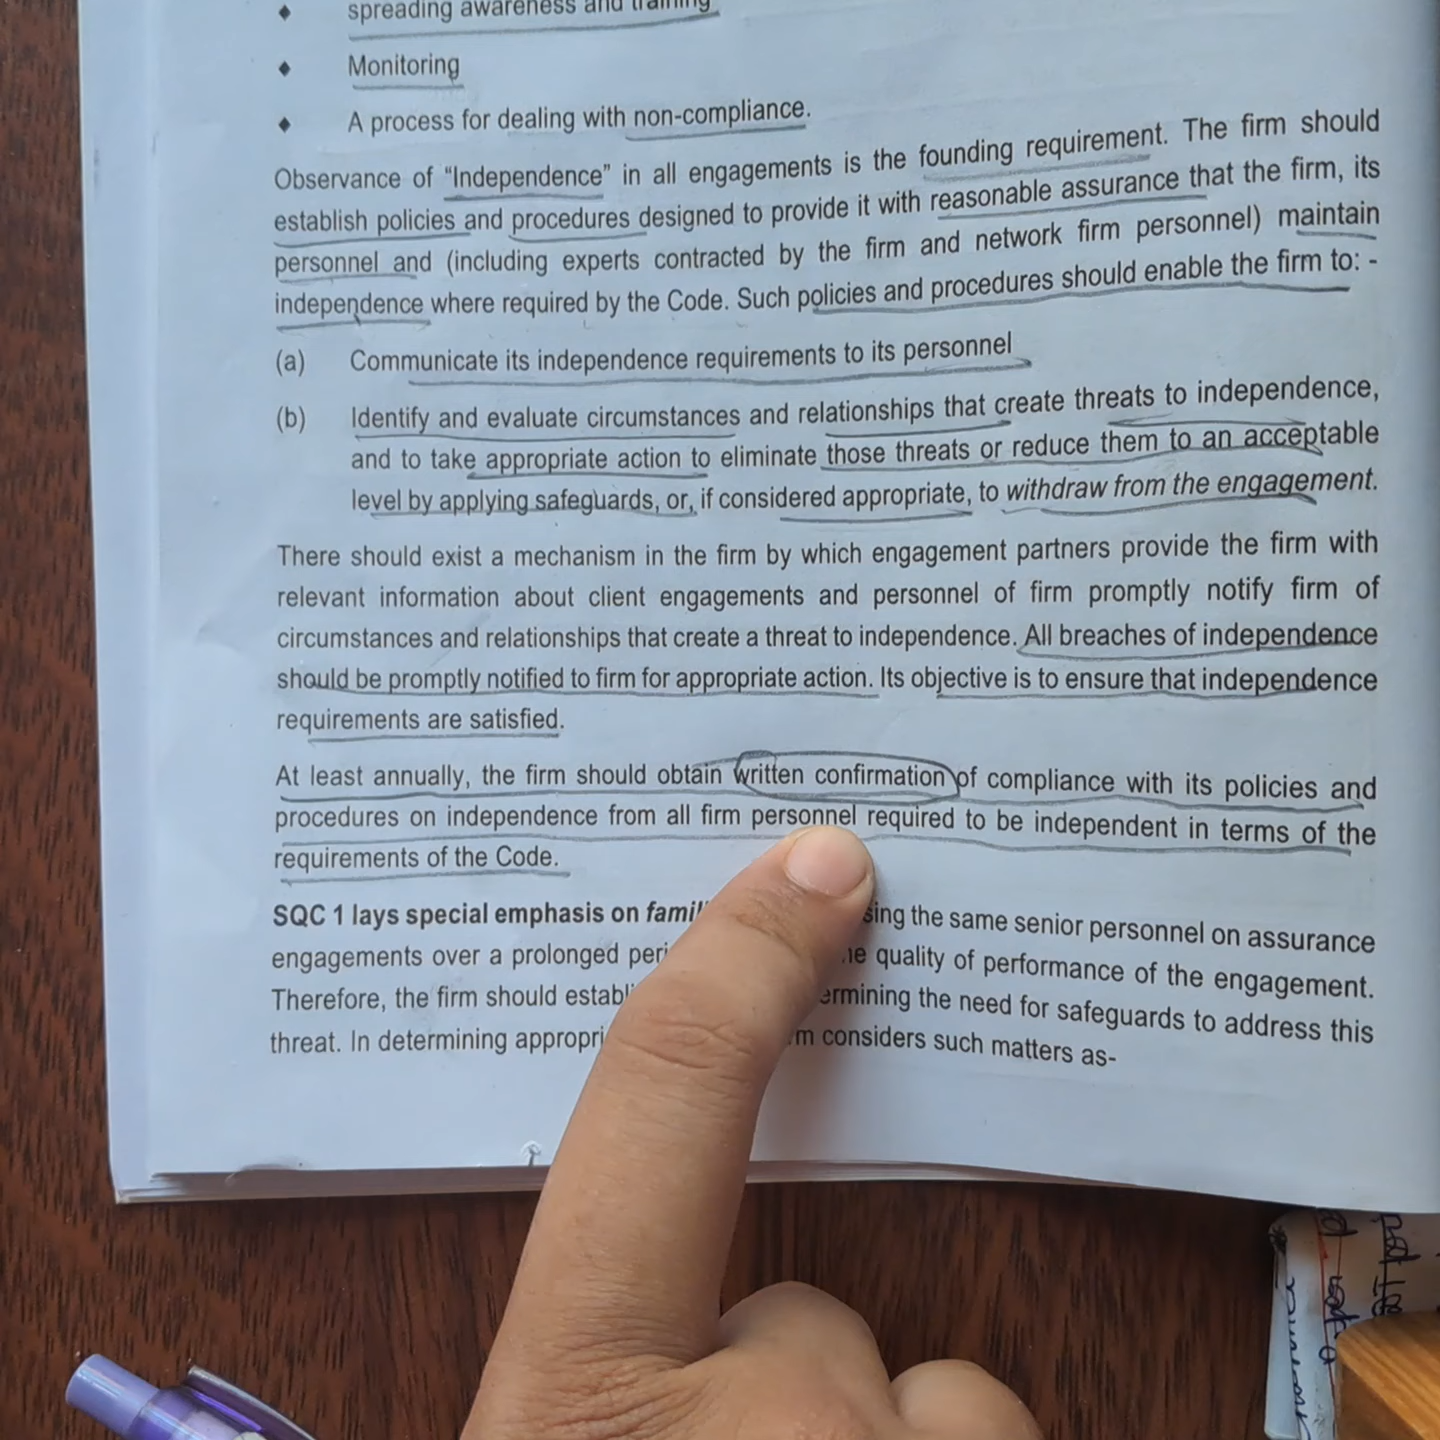 ♦ spreading awareness and training
♦ Monitoring
♦ A process for dealing with non-compliance.
Observance of “Independence” in all engagements is the founding requirement. The firm should
establish policies and procedures designed to provide it with reasonable assurance that the firm, its
personnel and (including experts contracted by the firm and network firm personnel) maintain
independence where required by the Code. Such policies and procedures should enable the firm to: -
(a) Communicate its independence requirements to its personnel
(b) Identify and evaluate circumstances and relationships that create threats to independence,
and to take appropriate action to eliminate those threats or reduce them to an acceptable
level by applying safeguards, or, if considered appropriate, to withdraw from the engagement.
There should exist a mechanism in the firm by which engagement partners provide the firm with
relevant information about client engagements and personnel of firm promptly notify firm of
circumstances and relationships that create a threat to independence. All breaches of independence
should be promptly notified to firm for appropriate action. Its objective is to ensure that independence
requirements are satisfied.
At least annually, the firm should obtain written confirmation of compliance with its policies and
procedures on independence from all firm personnel required to be independent in terms of the
requirements of the Code.
SQC 1 lays special emphasis on the same senior personnel on assurance
engagements over a prolonged quality of performance of the engagement.
Therefore, the firm should the need for safeguards to address this
threat. In determining considers such matters as-